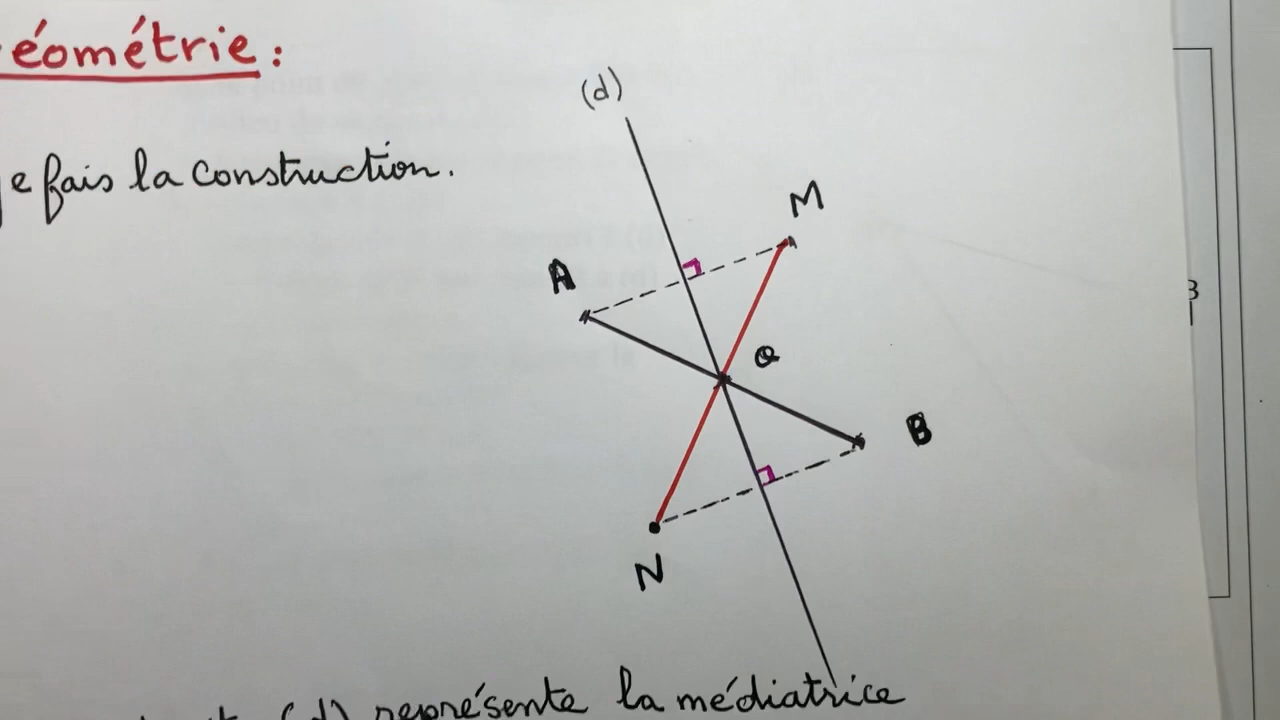 éométrie :
e fais la construction.
(d)
M
A
O
B
N
(d) représente la médiatrice